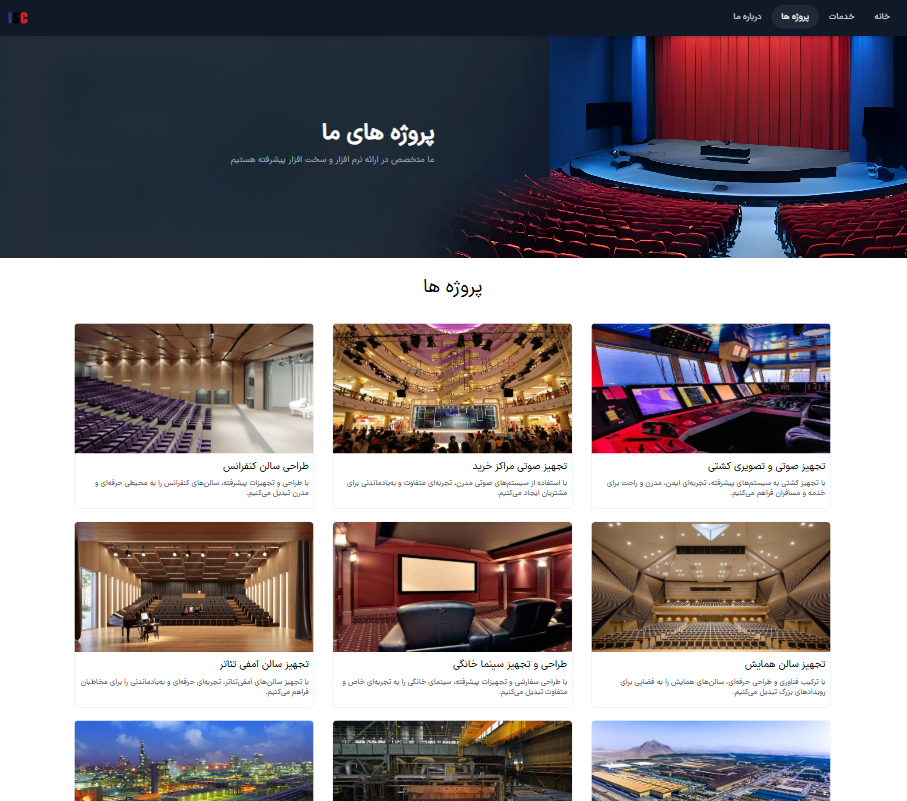 خانه
خدمات
پروژه ها
درباره ما
ISC
پروژه های ما
ما متخصص در ارائه نرم افزار و سخت افزار پیشرفته هستیم
پروژه ها
تجهیز صوتی و تصویری کشتی
با تجهیز کشتی به سیستم‌های پیشرفته، تجربه‌ای ایمن، مدرن و راحت برای
خدمه و مسافران فراهم می‌کنیم.
تجهیز صوتی مراکز خرید
با استفاده از سیستم‌های صوتی مدرن، تجربه‌ای متفاوت و به‌یادماندنی برای
مشتریان ایجاد می‌کنیم.
طراحی سالن کنفرانس
با طراحی و تجهیزات پیشرفته، سالن‌های کنفرانس را به محیطی حرفه‌ای و
مدرن تبدیل می‌کنیم.
تجهیز سالن همایش
با ترکیب فناوری و طراحی حرفه‌ای، سالن‌های همایش را به فضایی برای
رویدادهای بزرگ تبدیل می‌کنیم.
طراحی و تجهیز سینما خانگی
با طراحی سفارشی و تجهیزات پیشرفته، سینمای خانگی را به تجربه‌ای خاص و
متفاوت تبدیل می‌کنیم.
تجهیز سالن آمفی تئاتر
با تجهیز سالن‌های آمفی‌تئاتر، تجربه‌ای حرفه‌ای و به‌یادماندنی را برای مخاطبان
فراهم می‌کنیم.